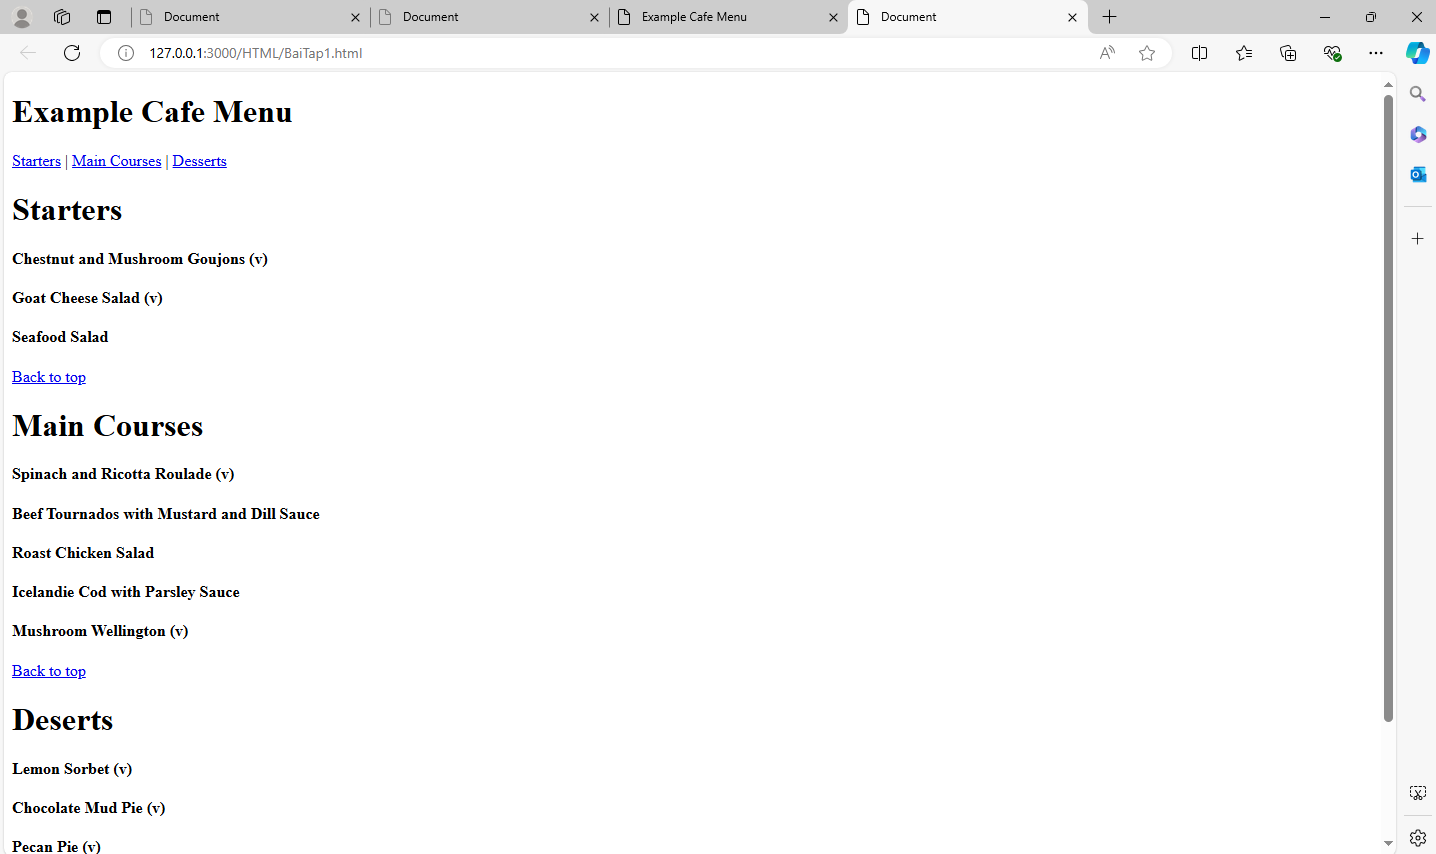 Document
Document
Example Cafe Menu
Document
127.0.0.1:3000/HTML/BaiTap1.html
Example Cafe Menu
Starters | Main Courses | Desserts
Starters
Chestnut and Mushroom Goujons (v)
Goat Cheese Salad (v)
Seafood Salad
Back to top
Main Courses
Spinach and Ricotta Roulade (v)
Beef Tournados with Mustard and Dill Sauce
Roast Chicken Salad
Icelandie Cod with Parsley Sauce
Mushroom Wellington (v)
Back to top
Deserts
Lemon Sorbet (v)
Chocolate Mud Pie (v)
Pecan Pie (v)